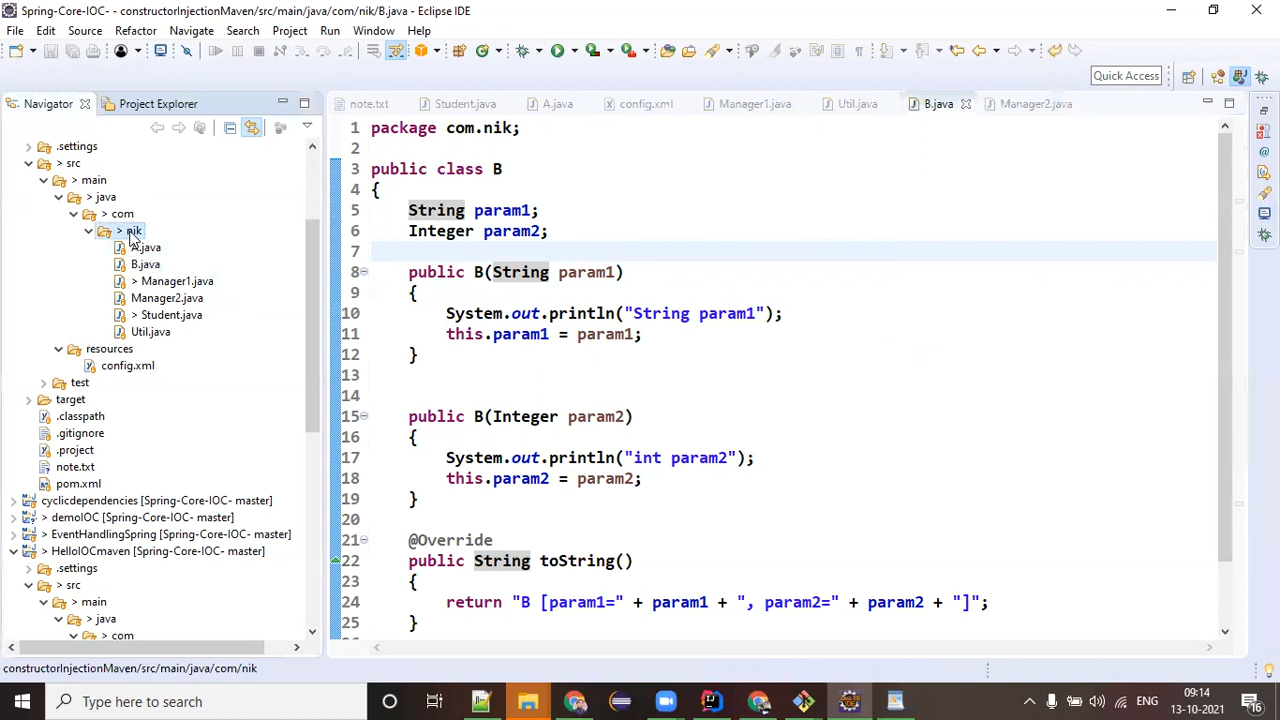 Spring-Core-IOC- - constructorInjectionMaven/src/main/java/com/nik/B.java - Eclipse IDE
File Edit Source Refactor Navigate Search Project Run Window Help
Quick Access
Navigator Project Explorer
.settings
> src
> main
> java
> com
> nik
A.java
B.java
> Manager1.java
Manager2.java
> Student.java
Util.java
resources
config.xml
test
target
.classpath
.gitignore
.project
note.txt
pom.xml
cyclicdependencies [Spring-Core-IOC- master]
> demoIOC [Spring-Core-IOC- master]
> EventHandlingSpring [Spring-Core-IOC- master]
> HelloIOCmaven [Spring-Core-IOC- master]
.settings
> src
> main
> java
> com
note.txt Student.java A.java config.xml Manager1.java Util.java B.java Manager2.java
1 package com.nik;
2
3 public class B
4 {
5 String param1;
6 Integer param2;
7
8 public B(String param1)
9 {
10 System.out.println("String param1");
11 this.param1 = param1;
12 }
13
14
15 public B(Integer param2)
16 {
17 System.out.println("int param2");
18 this.param2 = param2;
19 }
20
21 @Override
22 public String toString()
23 {
24 return "B [param1=" + param1 + ", param2=" + param2 + "]";
25 }
constructorInjectionMaven/src/main/java/com/nik
Type here to search
ENG
09:14
13-10-2021
16